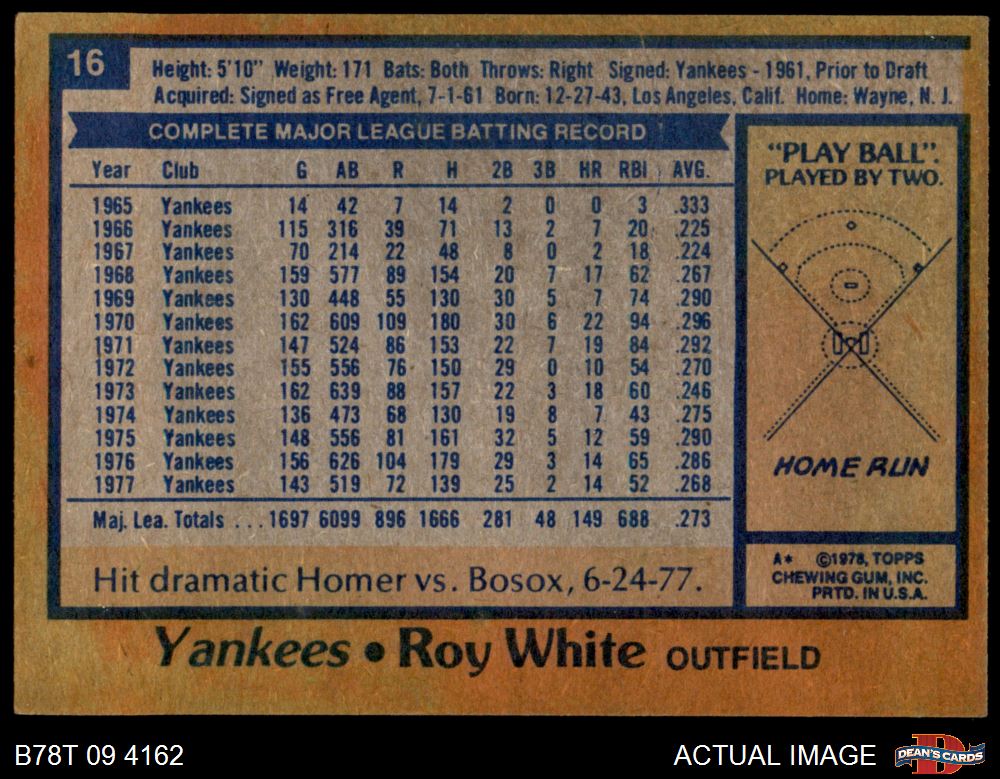 16
Height: 5'10" Weight: 171 Bats: Both Throws: Right Signed: Yankees - 1961, Prior to Draft
Acquired: Signed as Free Agent, 7-1-61 Born: 12-27-43, Los Angeles, Calif. Home: Wayne, N. J.
COMPLETE MAJOR LEAGUE BATTING RECORD
Year Club G AB R H 2B 3B HR RBI AVG.
1965 Yankees 14 42 7 14 2 0 0 3 .333
1966 Yankees 115 316 39 71 13 2 7 20 .225
1967 Yankees 70 214 22 48 8 0 2 18 .224
1968 Yankees 159 577 89 154 20 7 17 62 .267
1969 Yankees 130 448 55 130 30 5 7 74 .290
1970 Yankees 162 609 109 180 30 6 22 94 .296
1971 Yankees 147 524 86 153 22 7 19 84 .292
1972 Yankees 155 556 76 150 29 0 10 54 .270
1973 Yankees 162 639 88 157 22 3 18 60 .246
1974 Yankees 136 473 68 130 19 8 7 43 .275
1975 Yankees 148 556 81 161 32 5 12 59 .290
1976 Yankees 156 626 104 179 29 3 14 65 .286
1977 Yankees 143 519 72 139 25 2 14 52 .268
Maj. Lea. Totals ... 1697 6099 896 1666 281 48 149 688 .273
Hit dramatic Homer vs. Bosox, 6-24-77.
"PLAY BALL".
PLAYED BY TWO.
HOME RUN
A* ©1978, TOPPS
CHEWING GUM, INC.
PRTD. IN U.S.A.
Yankees • Roy White OUTFIELD
B78T 09 4162
ACTUAL IMAGE
DEAN'S CARDS